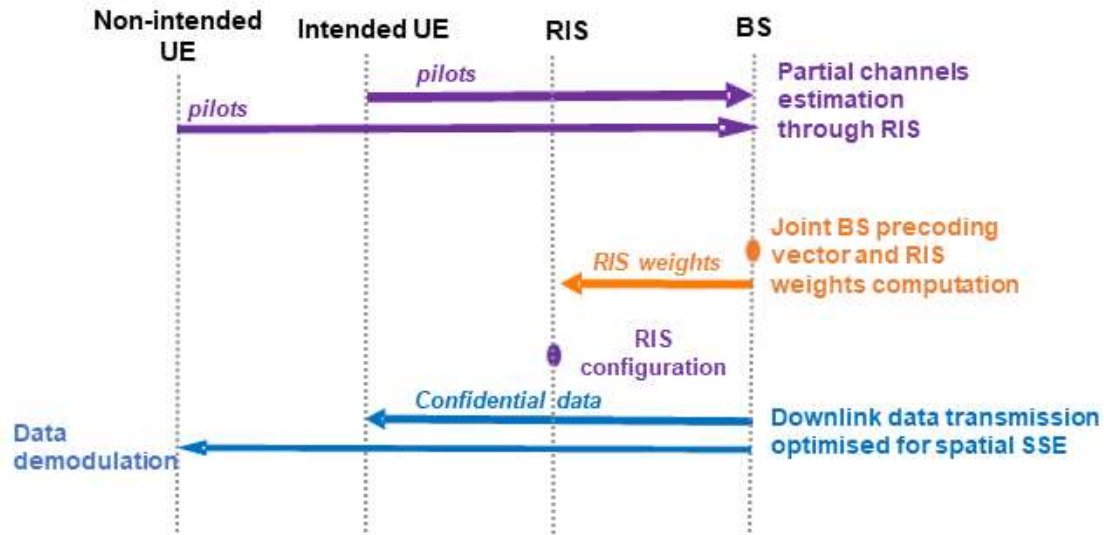 Non-intended
UE
Intended UE
RIS
BS
pilots
pilots
Partial channels
estimation
through RIS
Joint BS precoding
vector and RIS
weights computation
RIS weights
RIS
configuration
Confidential data
Downlink data transmission
optimised for spatial SSE
Data
demodulation